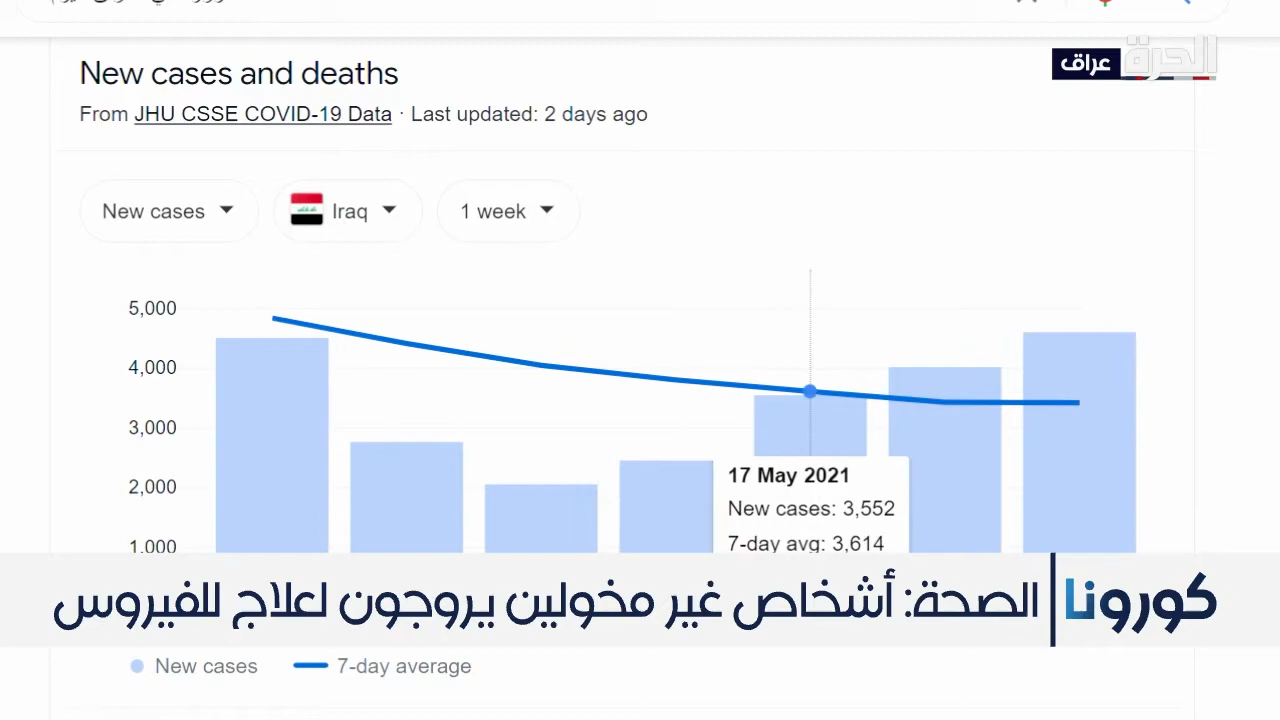 New cases and deaths
الحرة
عراق
From JHU CSSE COVID-19 Data · Last updated: 2 days ago
New cases
Iraq
1 week
5,000
4,000
3,000
2,000
1,000
17 May 2021
New cases: 3,552
7-day avg: 3,614
كورونا
الصحة: أشخاص غير مخولين يروجون لعلاج للفيروس
New cases
7-day average